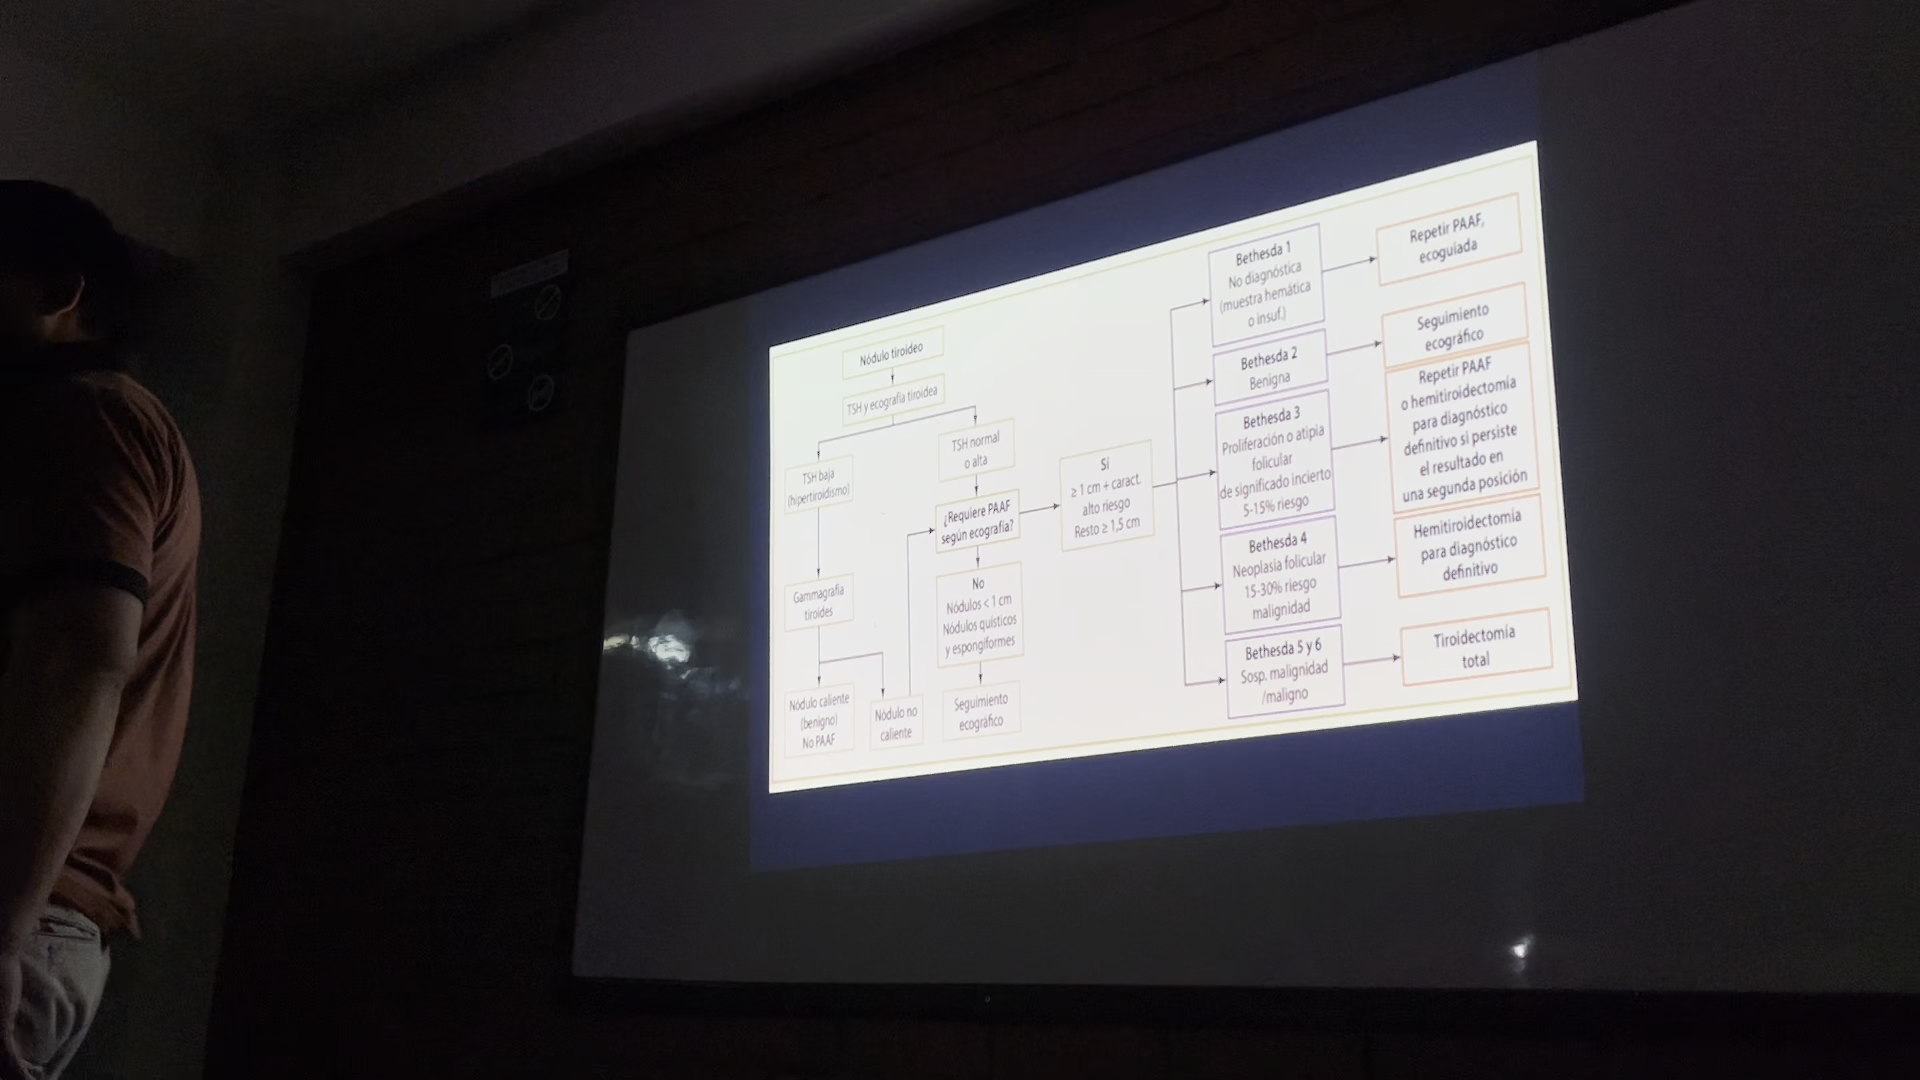 Nódulo tiroideo
TSH y ecografía tiroidea
TSH baja
(hipertiroidismo)
Gammagrafía
tiroides
Nódulo caliente
(benigno)
No PAAF
Nódulo no
caliente
TSH normal
o alta
¿Requiere PAAF
según ecografía?
No
Nódulos < 1 cm
Nódulos quísticos
y espongiformes
Seguimiento
ecográfico
Sí
≥ 1 cm + caract.
alto riesgo
Resto ≥ 1,5 cm
Bethesda 1
No diagnóstica
(muestra hemática
o insuf.)
Repetir PAAF,
ecoguiada
Bethesda 2
Benigna
Seguimiento
ecográfico
Bethesda 3
Proliferación o atipia
folicular
de significado incierto
5-15% riesgo
Repetir PAAF
o hemitiroidectomía
para diagnóstico
definitivo si persiste
el resultado en
una segunda posición
Bethesda 4
Neoplasia folicular
15-30% riesgo
malignidad
Hemitiroidectomía
para diagnóstico
definitivo
Bethesda 5 y 6
Sosp. malignidad
/maligno
Tiroidectomía
total